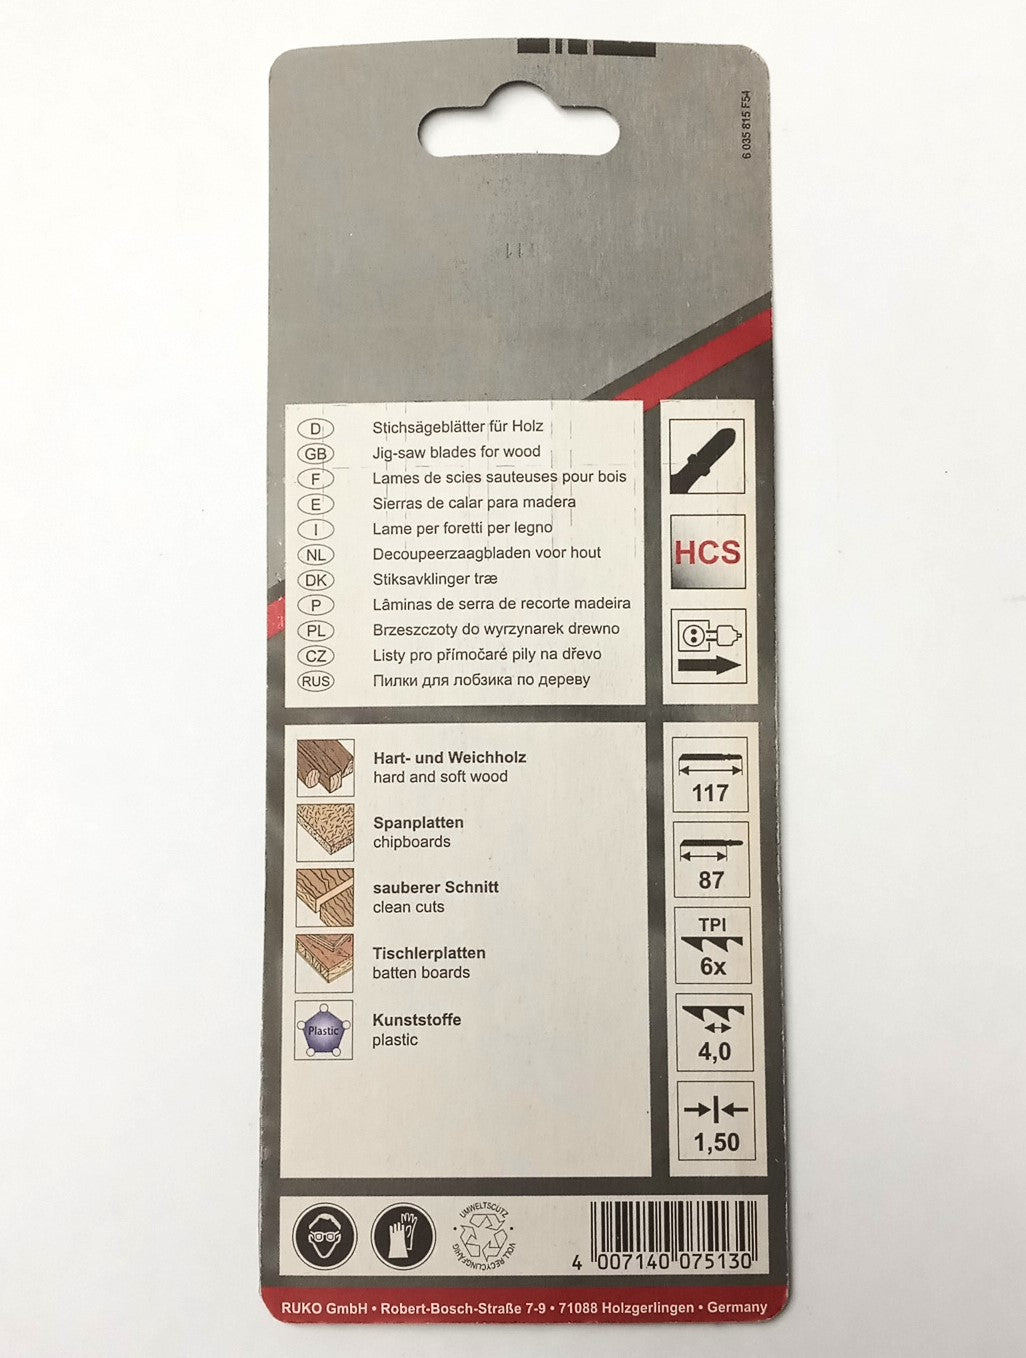 6 035 815 F54
D Stichsägeblätter für Holz
GB Jig-saw blades for wood
F Lames de scies sauteuses pour bois
E Sierras de calar para madera
I Lame per foretti per legno
NL Decoupeerzaagbladen voor hout
DK Stiksavklinger træ
P Lâminas de serra de recorte madeira
PL Brzeszczoty do wyrzynarek drewno
CZ Listy pro přímočaré pily na dřevo
RUS Пилки для лобзика по дереву
HCS
Hart- und Weichholz
hard and soft wood
Spanplatten
chipboards
sauberer Schnitt
clean cuts
Tischlerplatten
batten boards
Plastic
Kunststoffe
plastic
117
87
TPI
6x
4,0
1,50
UMWELTSCUTZ
VOLL RECYCLINGFÄHIG
4 007140 075130
RUKO GmbH • Robert-Bosch-Straße 7-9 • 71088 Holzgerlingen • Germany